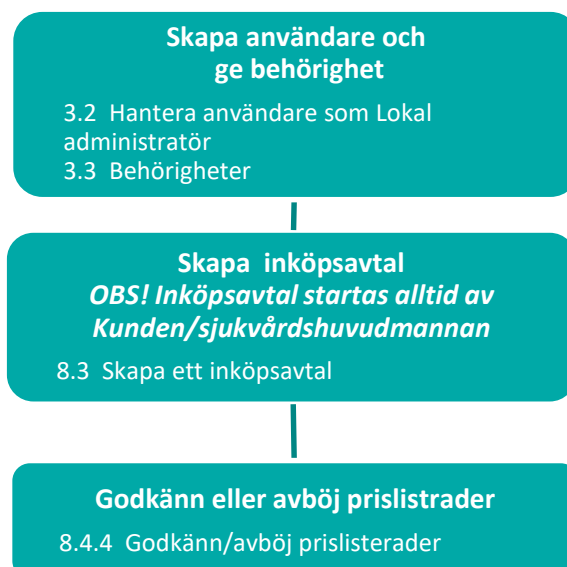 Skapa användare och
ge behörighet
3.2 Hantera användare som Lokal
administratör
3.3 Behörigheter
Skapa inköpsavtal
OBS! Inköpsavtal startas alltid av
Kunden/sjukvårdshuvudmannan
8.3 Skapa ett inköpsavtal
Godkänn eller avböj prislistrader
8.4.4 Godkänn/avböj prislisterader